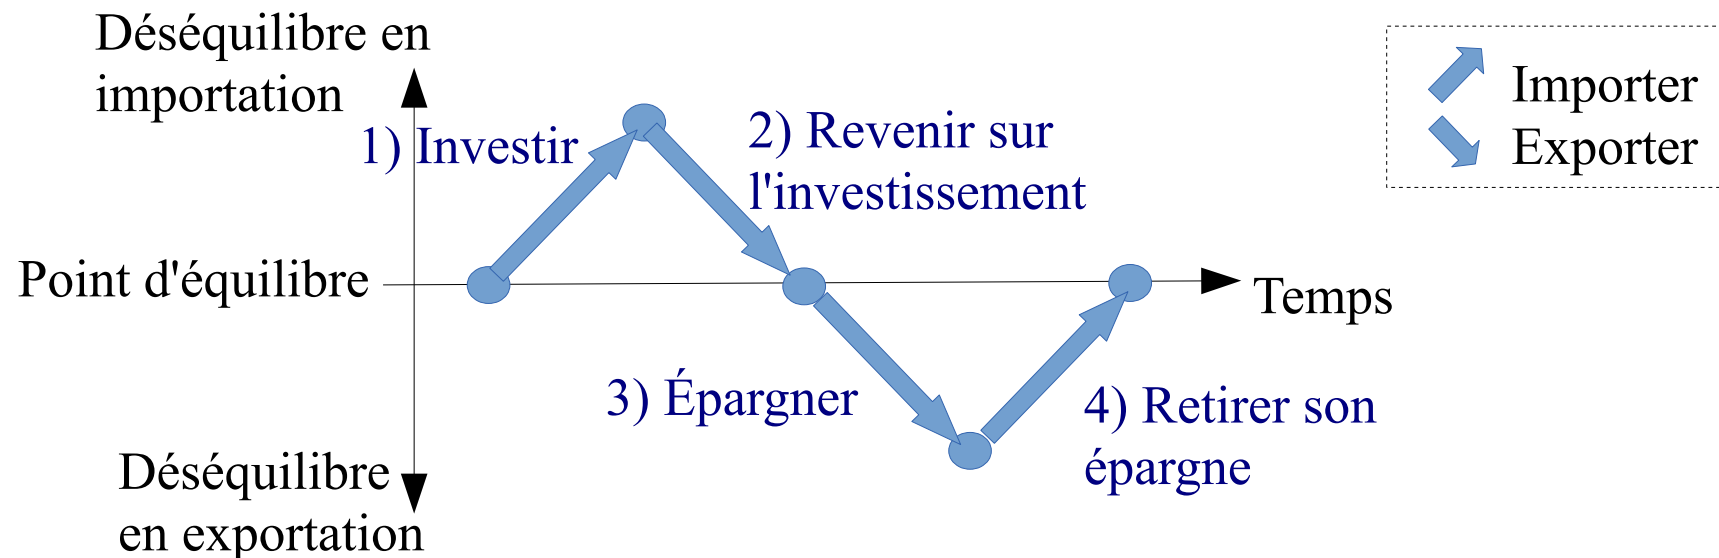 Déséquilibre en
importation
1) Investir
2) Revenir sur
l'investissement
Importer
Exporter
Point d'équilibre
Temps
3) Épargner
4) Retirer son
épargne
Déséquilibre
en exportation